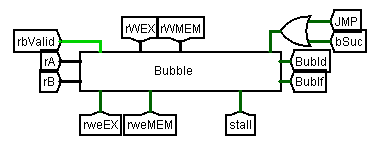 rWEX rWMEM JMP
rbValid bSuc
rA Bubble BubId
rB BubIf
rweEX rweMEM stall